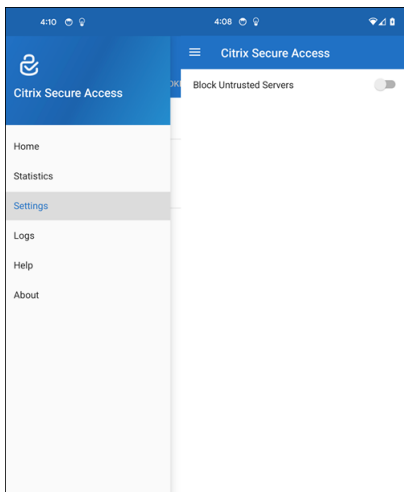 4:10
Citrix Secure Access
Home
Statistics
Settings
Logs
Help
About
4:08
Citrix Secure Access
Block Untrusted Servers